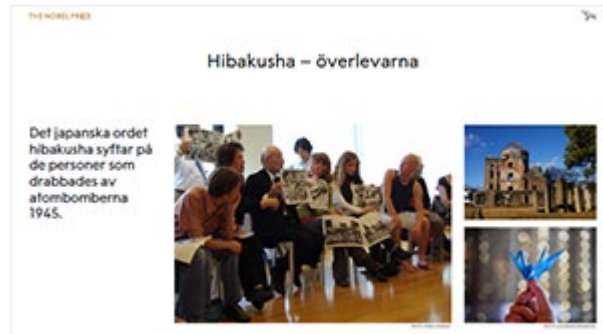 THE NOBEL PRIZE
Hibakusha – överlevarna
Det japanska ordet
hibakusha syftar på
de personer som
drabbades av
atombomberna
1945.